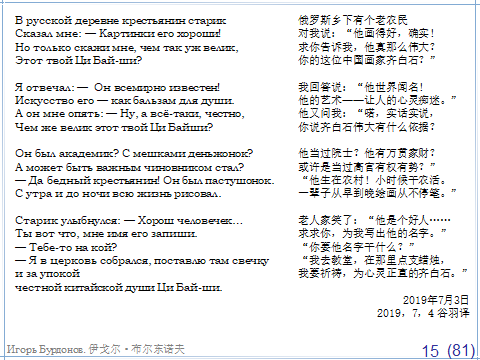 В русской деревне крестьянин старик
Сказал мне: — Картинки его хороши!
Но только скажи мне, чем так уж велик,
Этот твой Ци Бай-ши?
Я отвечал: — Он всемирно известен!
Искусство его — как бальзам для души.
А он мне опять: — Ну, а всё-таки, честно,
Чем же велик этот твой Ци Байши?
Он был академик? С мешками деньжонок?
А может быть важным чиновником стал?
— Да бедный крестьянин! Он был пастушонок.
С утра и до ночи всю жизнь рисовал.
Старик улыбнулся: — Хорош человечек...
Ты вот что, мне имя его запиши.
— Тебе-то на кой?
— Я в церковь собрался, поставлю там свечку
и за упокой
честной китайской души Ци Бай-ши.
俄罗斯乡下有个老农民
对我说：“他画得好，确实！
求你告诉我，他真那么伟大？
你的这位中国画家齐白石？”
我回答说：“他世界闻名！
他的艺术——让人的心灵痴迷。”
他又问我：“喏，实话实说，
你说齐白石伟大有什么依据？
他当过院士？他有万贯家财？
或许是当过高官有权有势？”
“他生在农村！小时候干农活。
一辈子从早到晚绘画从不停笔。”
老人家笑了：“他是个好人……
求求你，为我写出他的名字。”
“你要他名字干什么？”
“我去教堂，在那里点支蜡烛，
我要祈祷，为心灵正直的齐白石。”
2019年7月3日
2019，7，4 谷羽译
Игорь Бурдонов. 伊戈尔·布尔东诺夫
15 (81)